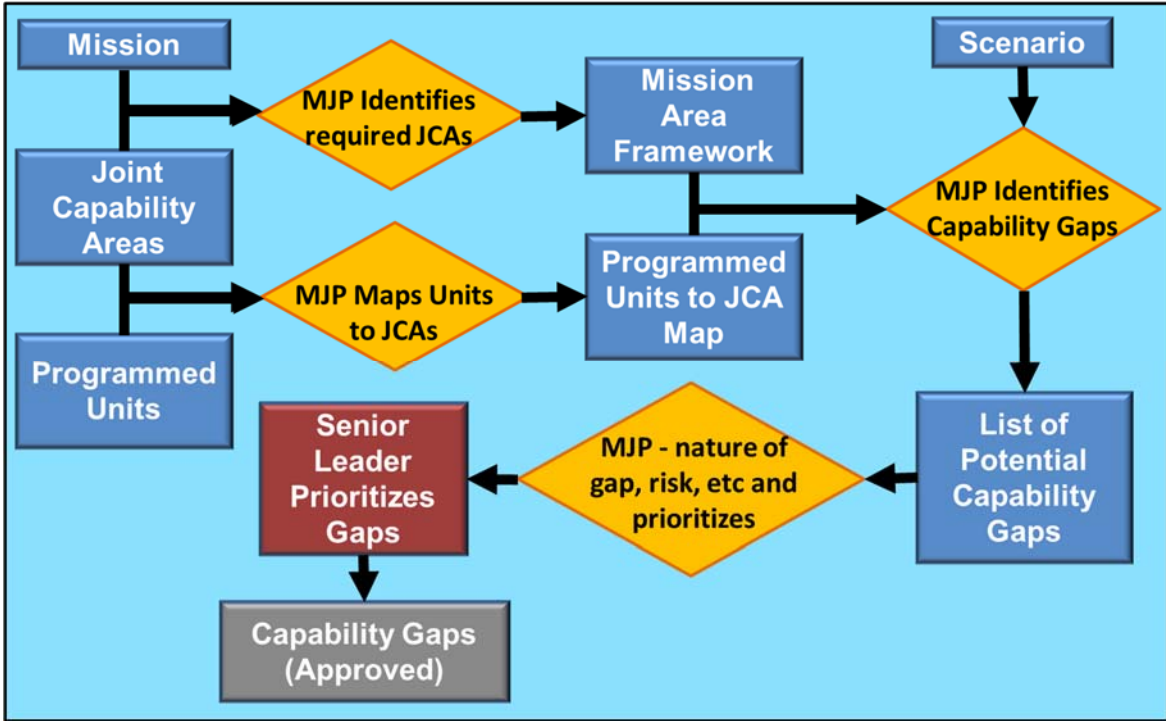 Mission
MJP Identifies
required JCAs
Mission
Area
Framework
Scenario
Joint
Capability
Areas
MJP Identifies
Capability Gaps
MJP Maps Units
to JCAs
Programmed
Units to JCA
Map
Programmed
Units
List of
Potential
Capability
Gaps
MJP - nature of
gap, risk, etc and
prioritizes
Senior
Leader
Prioritizes
Gaps
Capability Gaps
(Approved)